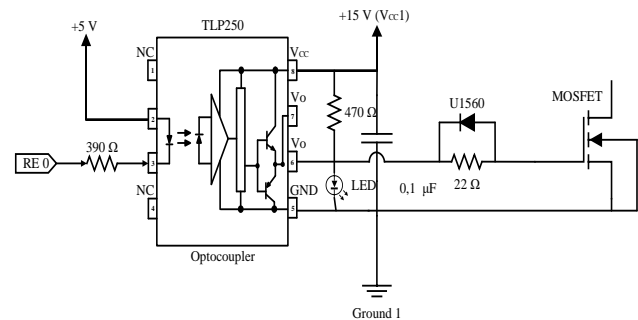 TLP250
+5 V
+15 V (Vcc1)
NC
Vcc
1
8
Vo
2
7
470 Ω
U1560
MOSFET
Vo
RE 0
390 Ω
3
6
LED
0,1 μF
22 Ω
NC
GND
4
5
Optocoupler
Ground 1